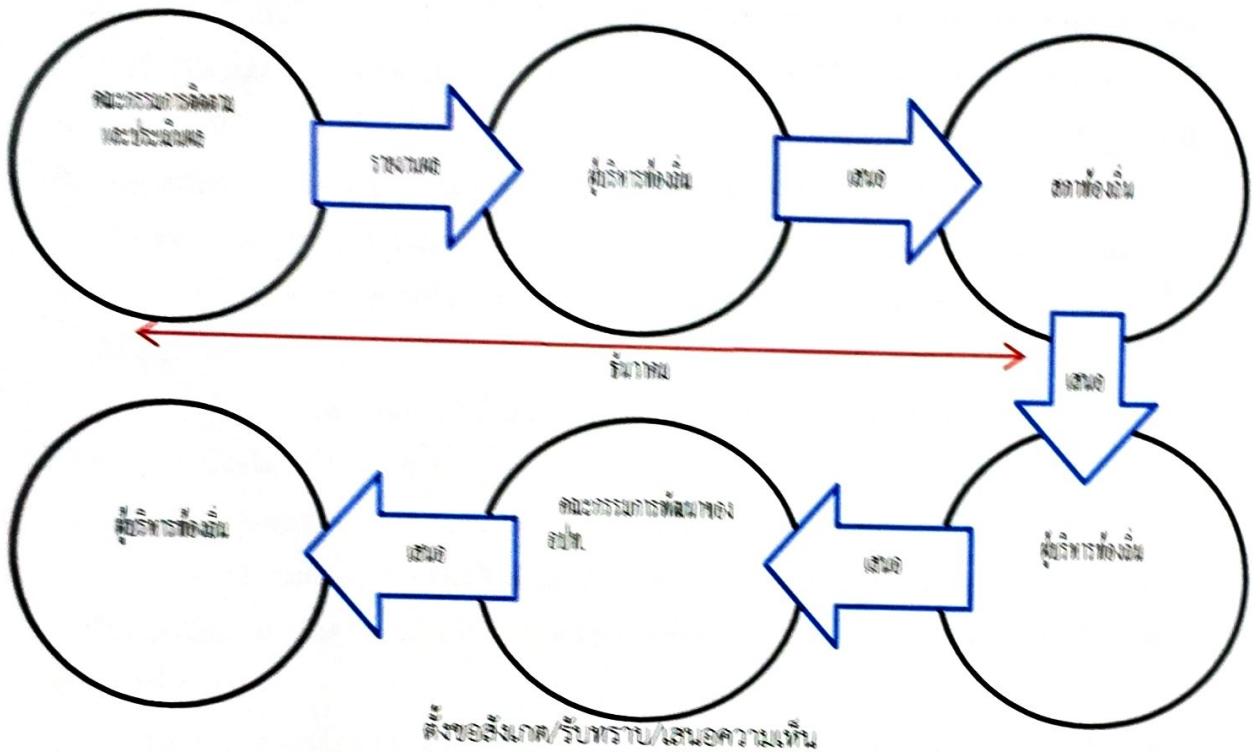 คณะกรรมการติดตาม
และประเมินผล
รายงานผล
ผู้บริหารท้องถิ่น
เสนอ
สภาท้องถิ่น
ธันวาคม
เสนอ
ผู้บริหารท้องถิ่น
เสนอ
คณะกรรมการพัฒนาของ
อปท.
เสนอ
ผู้บริหารท้องถิ่น
ตั้งขอสังเกต/รับทราบ/เสนอความเห็น